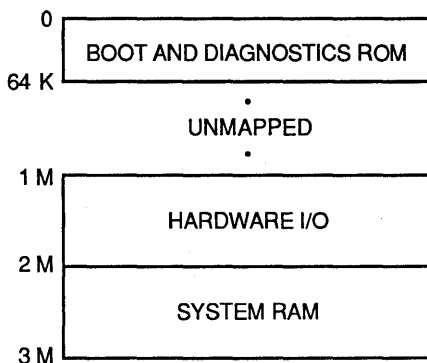 0
BOOT AND DIAGNOSTICS ROM
64 K
UNMAPPED
1 M
HARDWARE I/O
2 M
SYSTEM RAM
3 M